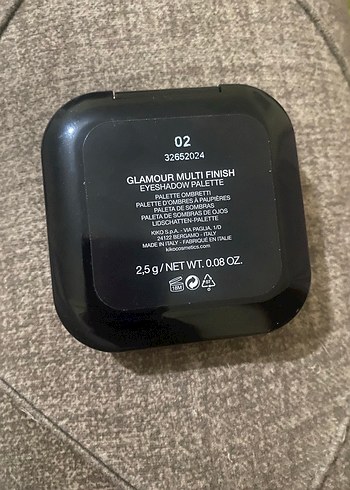 02
32652024
GLAMOUR MULTI FINISH
EYESHADOW PALETTE
PALETTE OMBRETTI
PALETTE D'OMBRES À PAUPIÈRES
PALETA DE SOMBRAS
PALETA DE SOMBRAS DE OJOS
LIDSCHATTEN-PALETTE
KIKO S.p.A. - VIA PAGLIA, 1/D
24122 BERGAMO - ITALY
MADE IN ITALY - FABRIQUÉ EN ITALIE
kikocosmetics.com
2,5 g / NET WT. 0.08 OZ.
18M